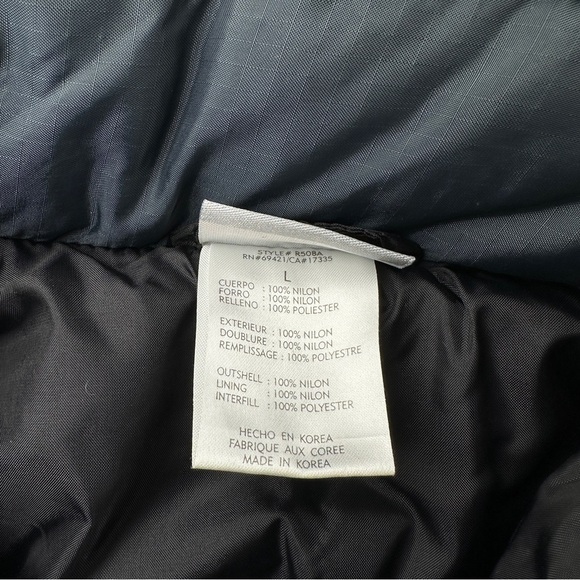 STYLE# R508A
RN#69421/CA#17335
L
CUERPO : 100% NILON
FORRO : 100% NILON
RELLENO : 100% POLIESTER
EXTERIEUR : 100% NILON
DOUBLURE : 100% NILON
REMPLISSAGE : 100% POLYESTRE
OUTSHELL : 100% NILON
LINING : 100% NILON
INTERFILL : 100% POLYESTER
HECHO EN KOREA
FABRIQUE AUX COREE
MADE IN KOREA